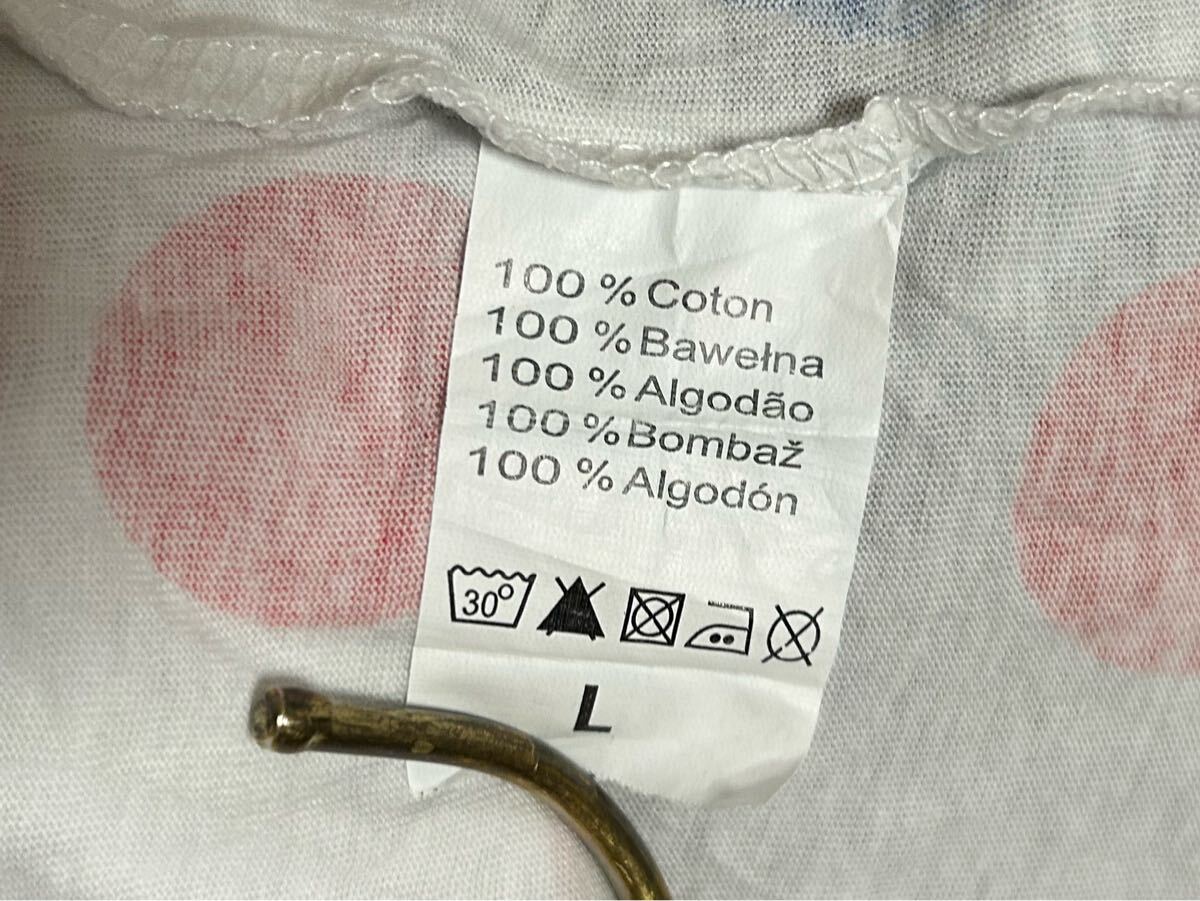 100 % Coton
100 % Bawełna
100 % Algodão
100 % Bombaž
100 % Algodón
30°
L